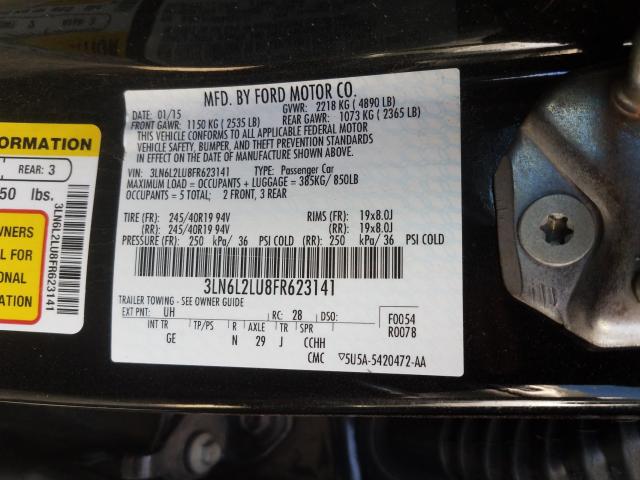 MFD. BY FORD MOTOR CO.
DATE: 01/15 GVWR: 2218 KG ( 4890 LB)
FRONT GAWR: 1150 KG ( 2535 LB) REAR GAWR: 1073 KG ( 2365 LB)
THIS VEHICLE CONFORMS TO ALL APPLICABLE FEDERAL MOTOR
VEHICLE SAFETY, BUMPER, AND THEFT PREVENTION STANDARDS
IN EFFECT ON THE DATE OF MANUFACTURE SHOWN ABOVE.
VIN: 3LN6L2LU8FR623141 TYPE: Passenger Car
MAXIMUM LOAD = OCCUPANTS + LUGGAGE = 385KG/ 850LB
OCCUPANTS = 5 TOTAL; 2 FRONT, 3 REAR
TIRE (FR): 245/40R19 94V RIMS (FR): 19x8.0J
(RR): 245/40R19 94V (RR): 19x8.0J
PRESSURE (FR): 250 kPa/ 36 PSI COLD (RR): 250 kPa/ 36 PSI COLD
3LN6L2LU8FR623141
TRAILER TOWING - SEE OWNER GUIDE
EXT PNT: UH RC: 28 DSO: F0054
R0078
INT TR TP/PS R AXLE TR SPR
GE N 29 J CCHH
CMC 5U5A-5420472-AA
FORMATION
REAR: 3
50 lbs.
WNERS
L FOR
IONAL
ATION
3LN6L2LU8FR623141